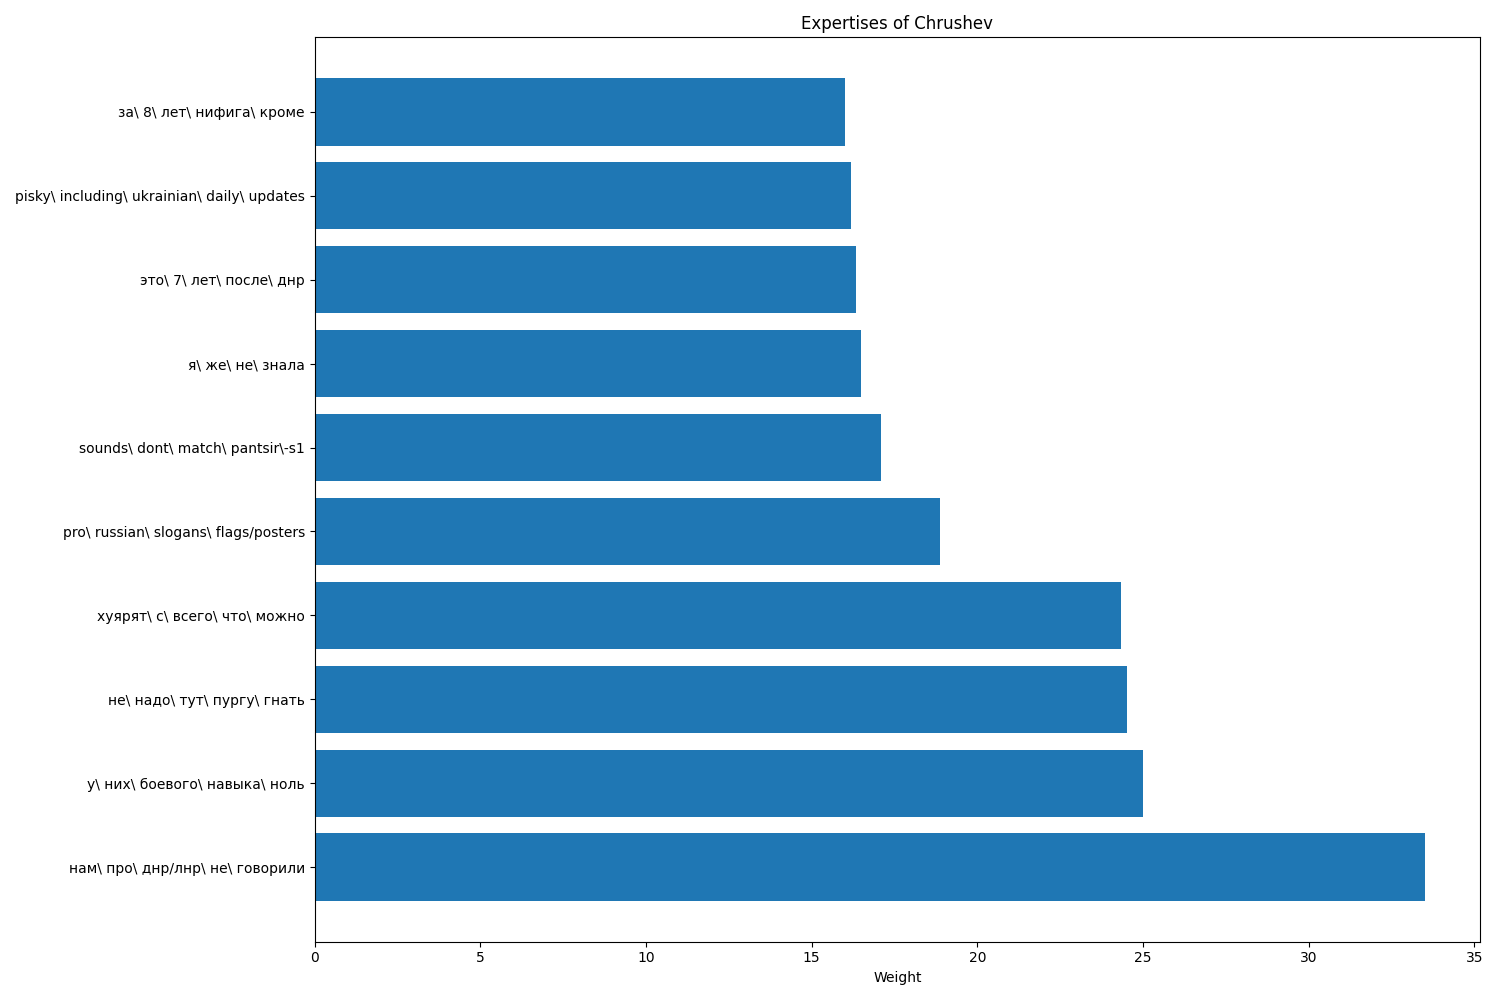 Expertises of Chrushev
за\ 8\ лет\ нифига\ кроме
pisky\ including\ ukrainian\ daily\ updates
это\ 7\ лет\ после\ днр
я\ же\ не\ знала
sounds\ dont\ match\ pantsir\-s1
pro\ russian\ slogans\ flags/posters
хуярят\ с\ всего\ что\ можно
не\ надо\ тут\ пургу\ гнать
у\ них\ боевого\ навыка\ ноль
нам\ про\ днр/лнр\ не\ говорили
0 5 10 15 20 25 30 35
Weight